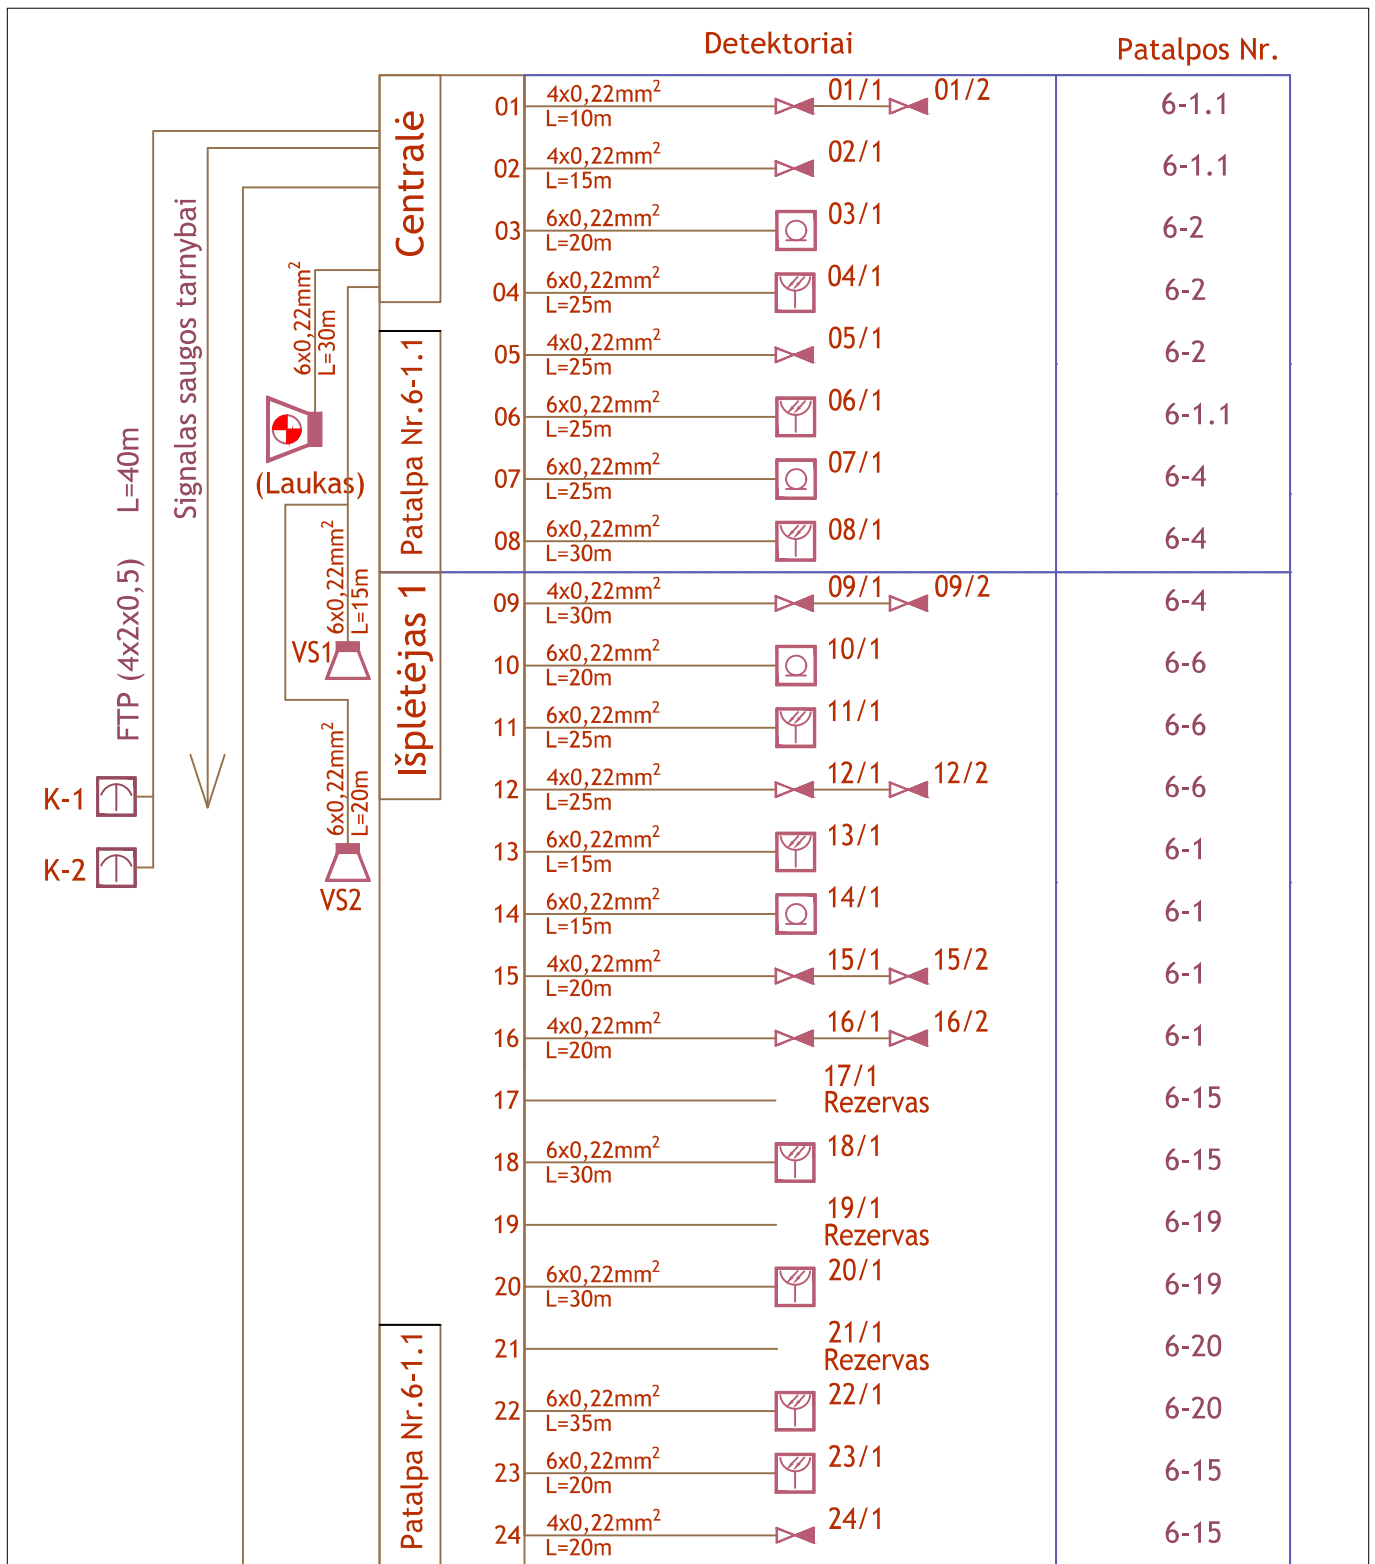 Detektoriai
Patalpos Nr.
Centralė
Patalpa Nr.6-1.1
Išplėtėjas 1
Patalpa Nr.6-1.1
FTP (4x2x0,5) L=40m
Signalas saugos tarnybai
6x0,22mm²
L=30m
(Laukas)
6x0,22mm²
L=15m
VS1
6x0,22mm²
L=20m
VS2
K-1
K-2
01 4x0,22mm² 01/1 01/2 6-1.1
L=10m
02 4x0,22mm² 02/1 6-1.1
L=15m
03 6x0,22mm² 03/1 6-2
L=20m
04 6x0,22mm² 04/1 6-2
L=25m
05 4x0,22mm² 05/1 6-2
L=25m
06 6x0,22mm² 06/1 6-1.1
L=25m
07 6x0,22mm² 07/1 6-4
L=25m
08 6x0,22mm² 08/1 6-4
L=30m
09 4x0,22mm² 09/1 09/2 6-4
L=30m
10 6x0,22mm² 10/1 6-6
L=20m
11 6x0,22mm² 11/1 6-6
L=25m
12 4x0,22mm² 12/1 12/2 6-6
L=25m
13 6x0,22mm² 13/1 6-1
L=15m
14 6x0,22mm² 14/1 6-1
L=15m
15 4x0,22mm² 15/1 15/2 6-1
L=20m
16 4x0,22mm² 16/1 16/2 6-1
L=20m
17 17/1 6-15
Rezervas
18 6x0,22mm² 18/1 6-15
L=30m
19 19/1 6-19
Rezervas
20 6x0,22mm² 20/1 6-19
L=30m
21 21/1 6-20
Rezervas
22 6x0,22mm² 22/1 6-20
L=35m
23 6x0,22mm² 23/1 6-15
L=20m
24 4x0,22mm² 24/1 6-15
L=20m